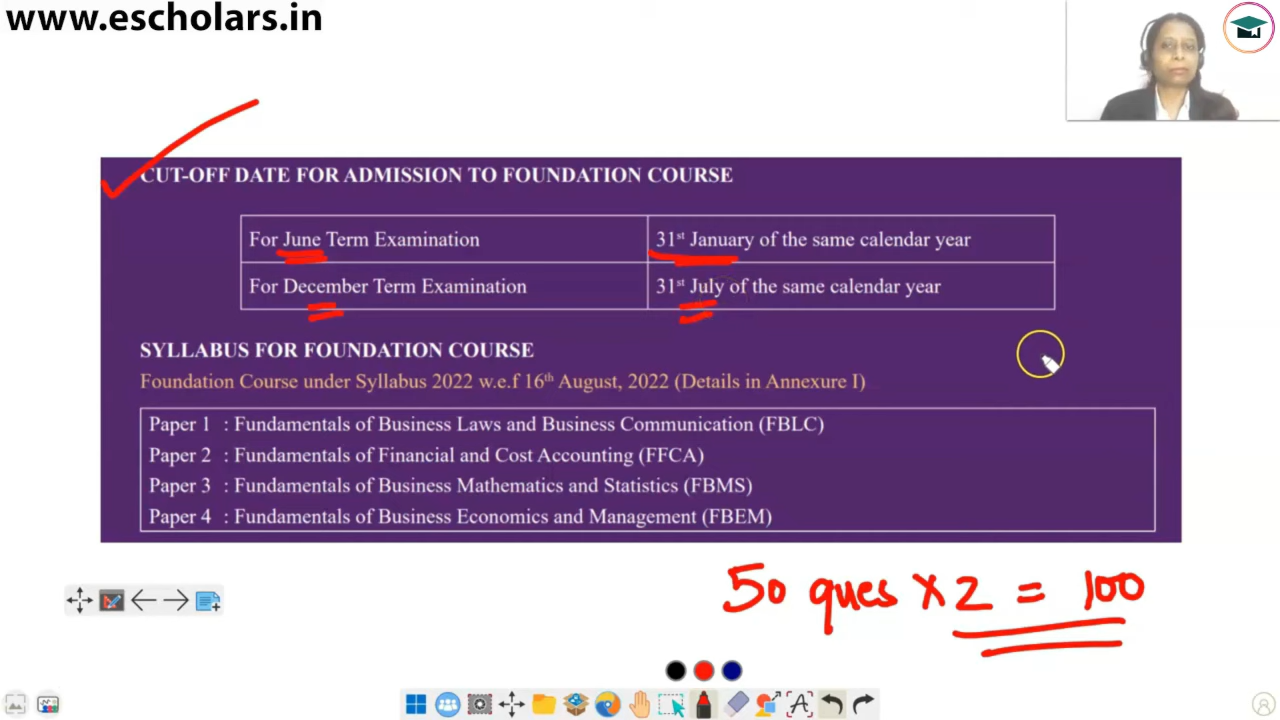 www.escholars.in
CUT-OFF DATE FOR ADMISSION TO FOUNDATION COURSE
For June Term Examination 31st January of the same calendar year
For December Term Examination 31st July of the same calendar year
SYLLABUS FOR FOUNDATION COURSE
Foundation Course under Syllabus 2022 w.e.f 16th August, 2022 (Details in Annexure I)
Paper 1 : Fundamentals of Business Laws and Business Communication (FBLC)
Paper 2 : Fundamentals of Financial and Cost Accounting (FFCA)
Paper 3 : Fundamentals of Business Mathematics and Statistics (FBMS)
Paper 4 : Fundamentals of Business Economics and Management (FBEM)
50 ques × 2 = 100